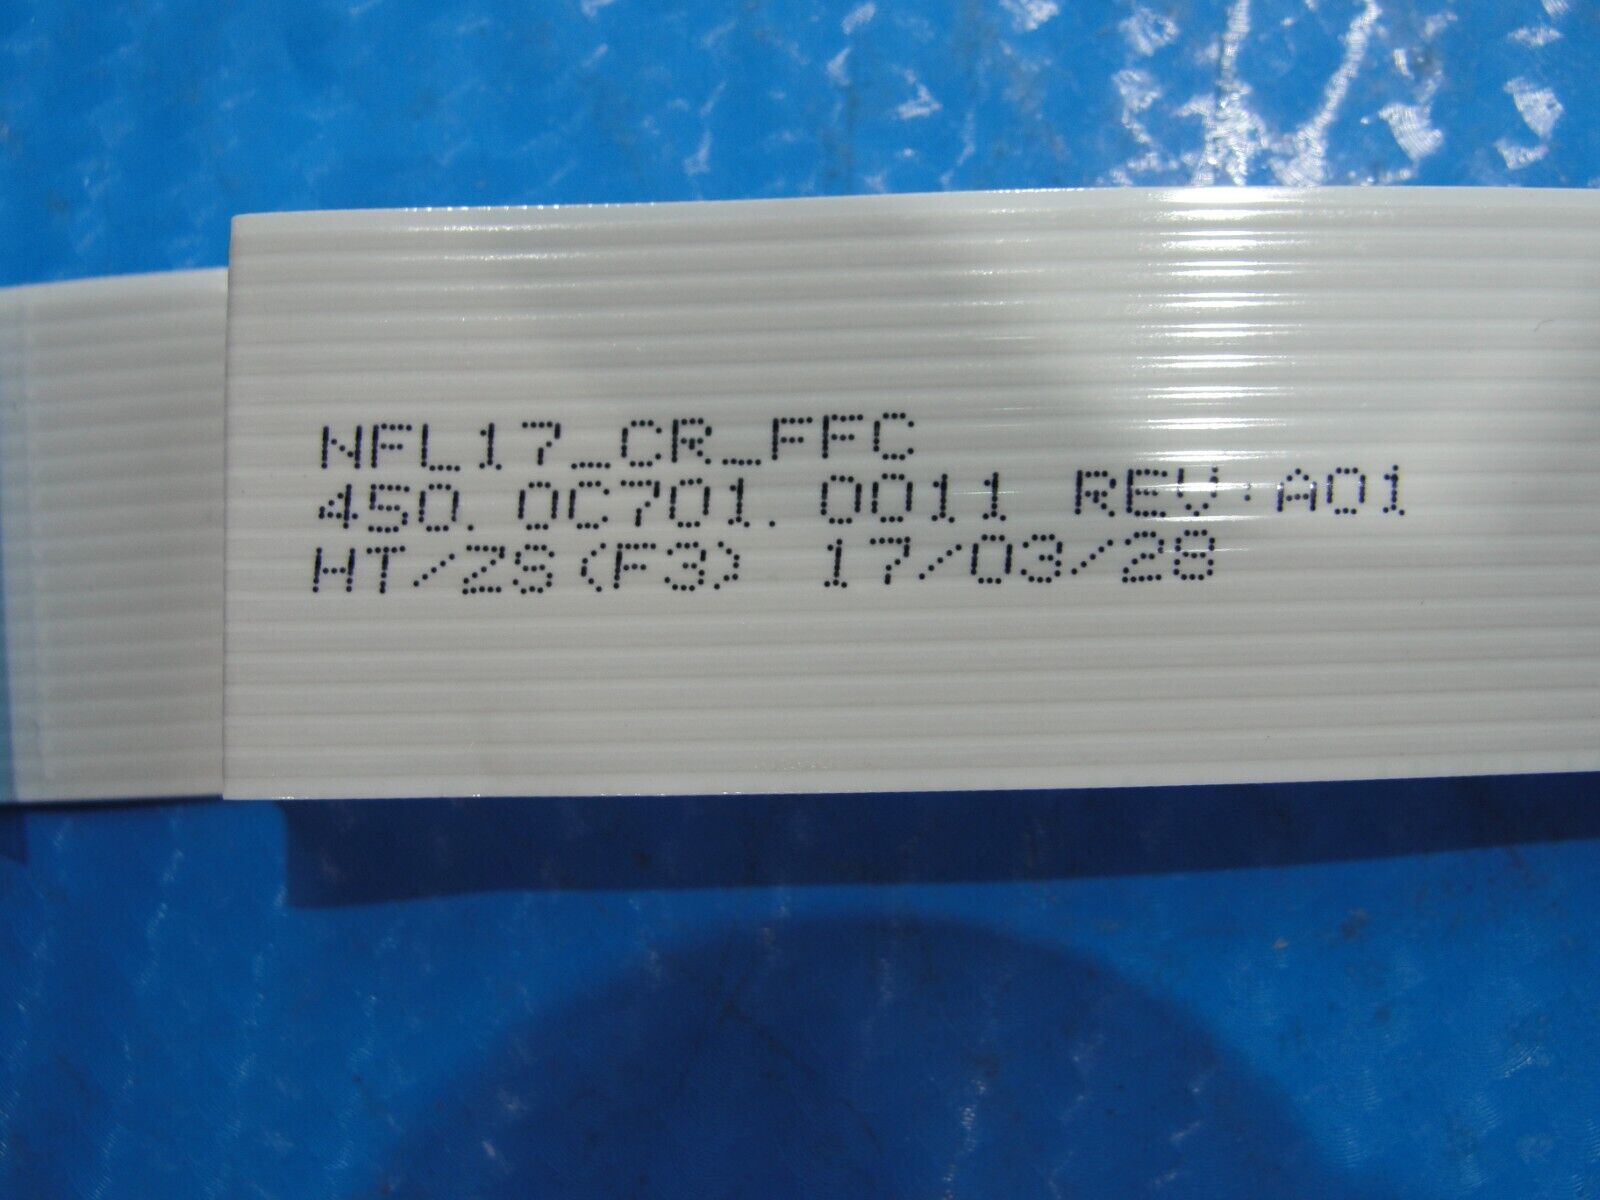 NFL17_CR_FFC
450.0C701.0011 REV:A01
HT/ZS(F3) 17/03/28